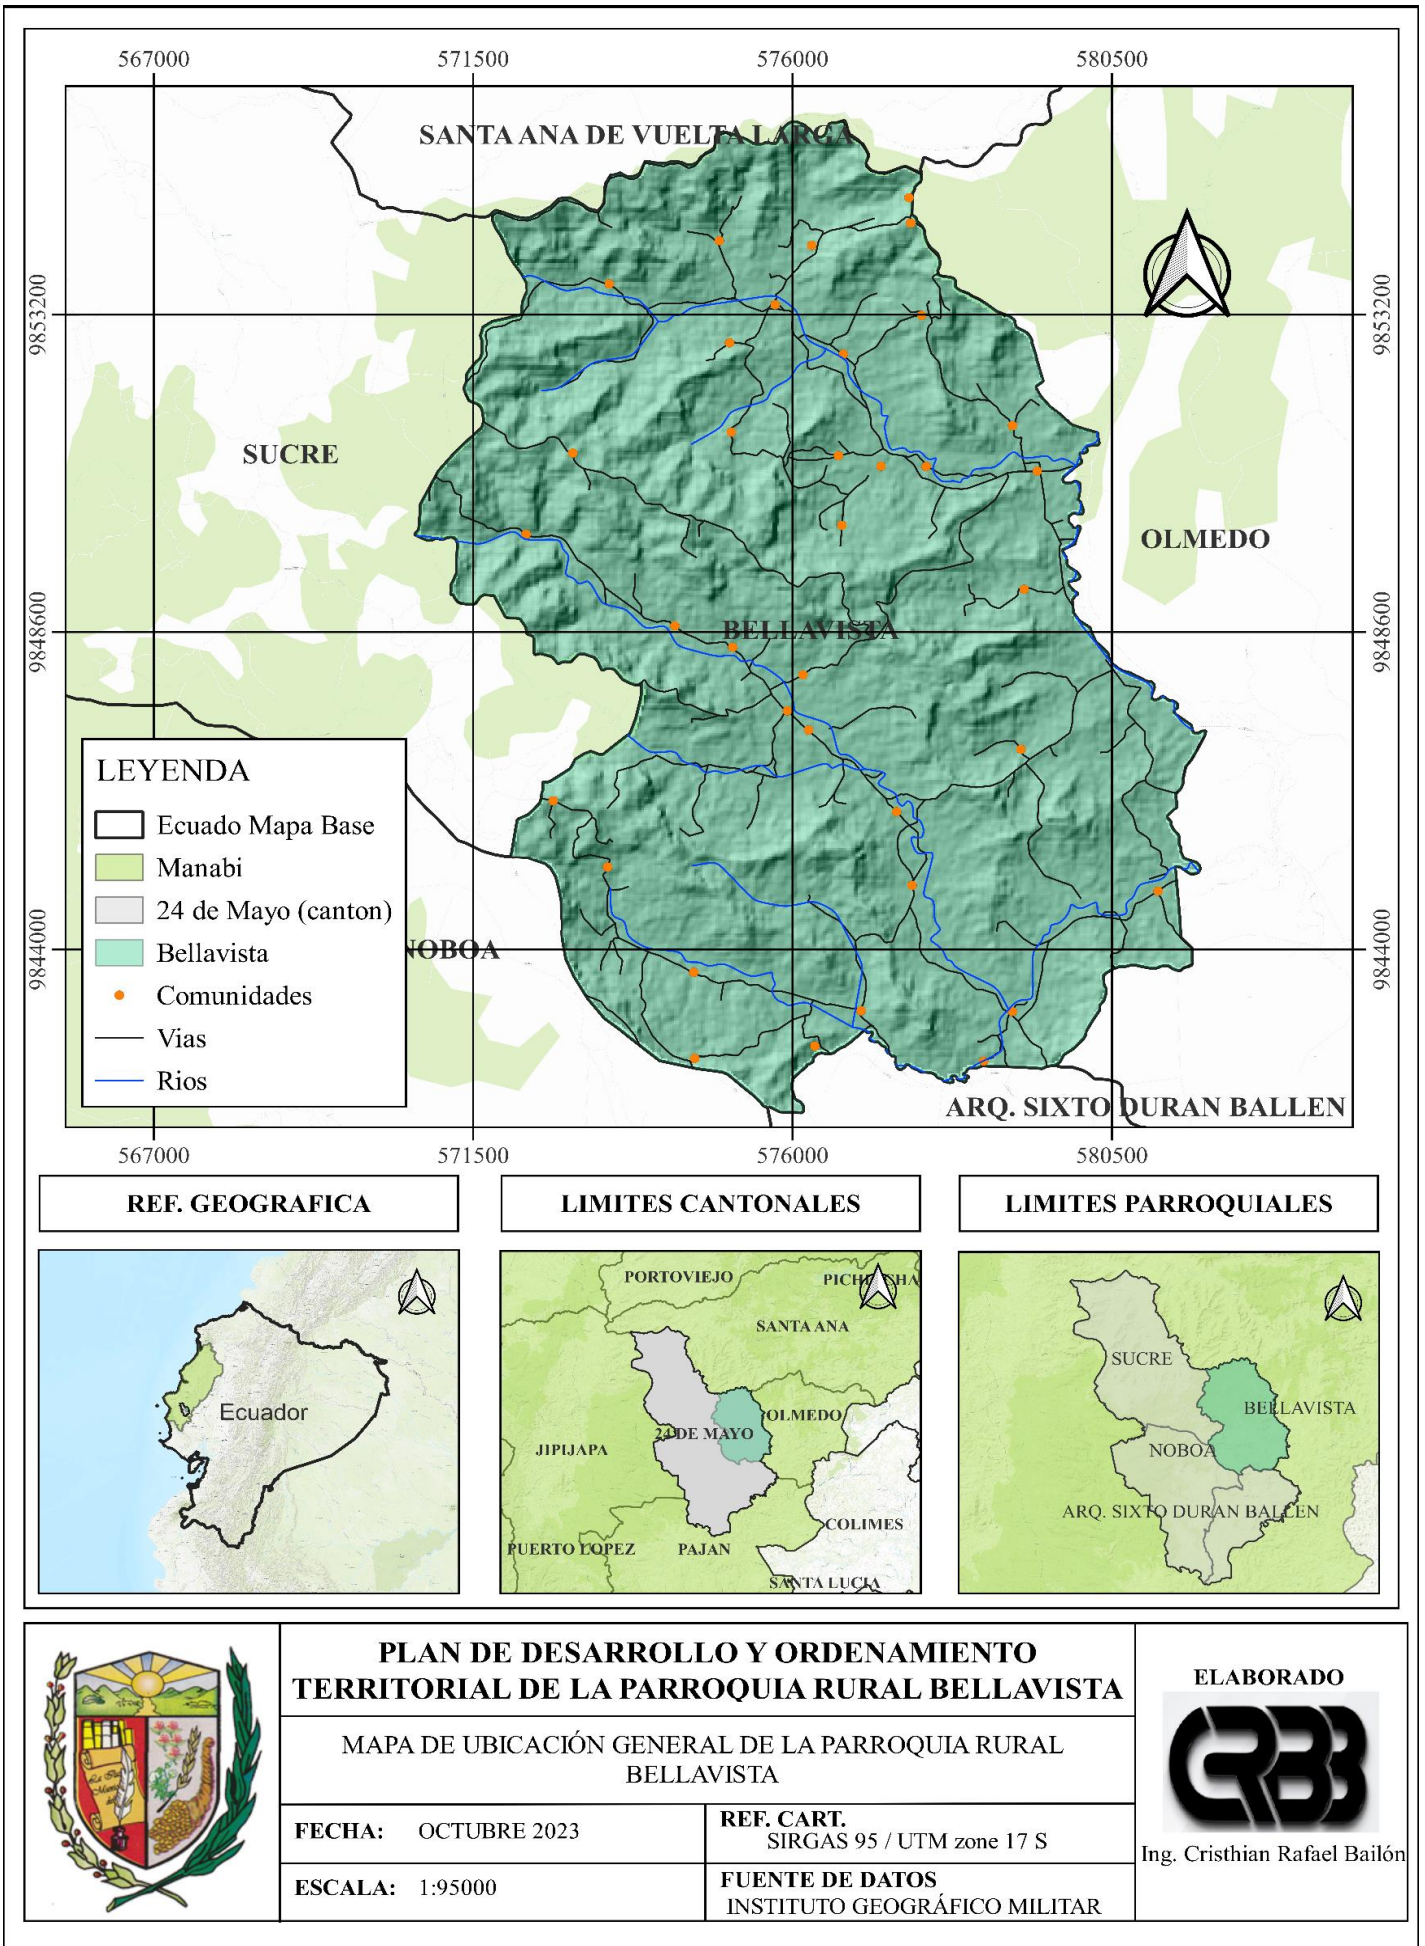 567000 571500 576000 580500
SANTA ANA DE VUELTA LARGA
9853200 9853200
SUCRE
OLMEDO
9848600 9848600
BELLAVISTA
LEYENDA
Ecuado Mapa Base
Manabi
24 de Mayo (canton)
Bellavista
Comunidades
Vias
Rios
NOBOA
9844000 9844000
ARQ. SIXTO DURAN BALLEN
567000 571500 576000 580500
REF. GEOGRAFICA
Ecuador
LIMITES CANTONALES
PORTOVIEJO
SANTA ANA
OLMEDO
24 DE MAYO
JIPIJAPA
COLIMES
PUERTO LOPEZ
PAJAN
SANTA LUCIA
LIMITES PARROQUIALES
SUCRE
BELLAVISTA
NOBOA
ARQ. SIXTO DURAN BALLEN
PLAN DE DESARROLLO Y ORDENAMIENTO
TERRITORIAL DE LA PARROQUIA RURAL BELLAVISTA
MAPA DE UBICACIÓN GENERAL DE LA PARROQUIA RURAL
BELLAVISTA
FECHA: OCTUBRE 2023
REF. CART.
SIRGAS 95 / UTM zone 17 S
ESCALA: 1:95000
FUENTE DE DATOS
INSTITUTO GEOGRÁFICO MILITAR
ELABORADO
CRBB
Ing. Cristhian Rafael Bailón